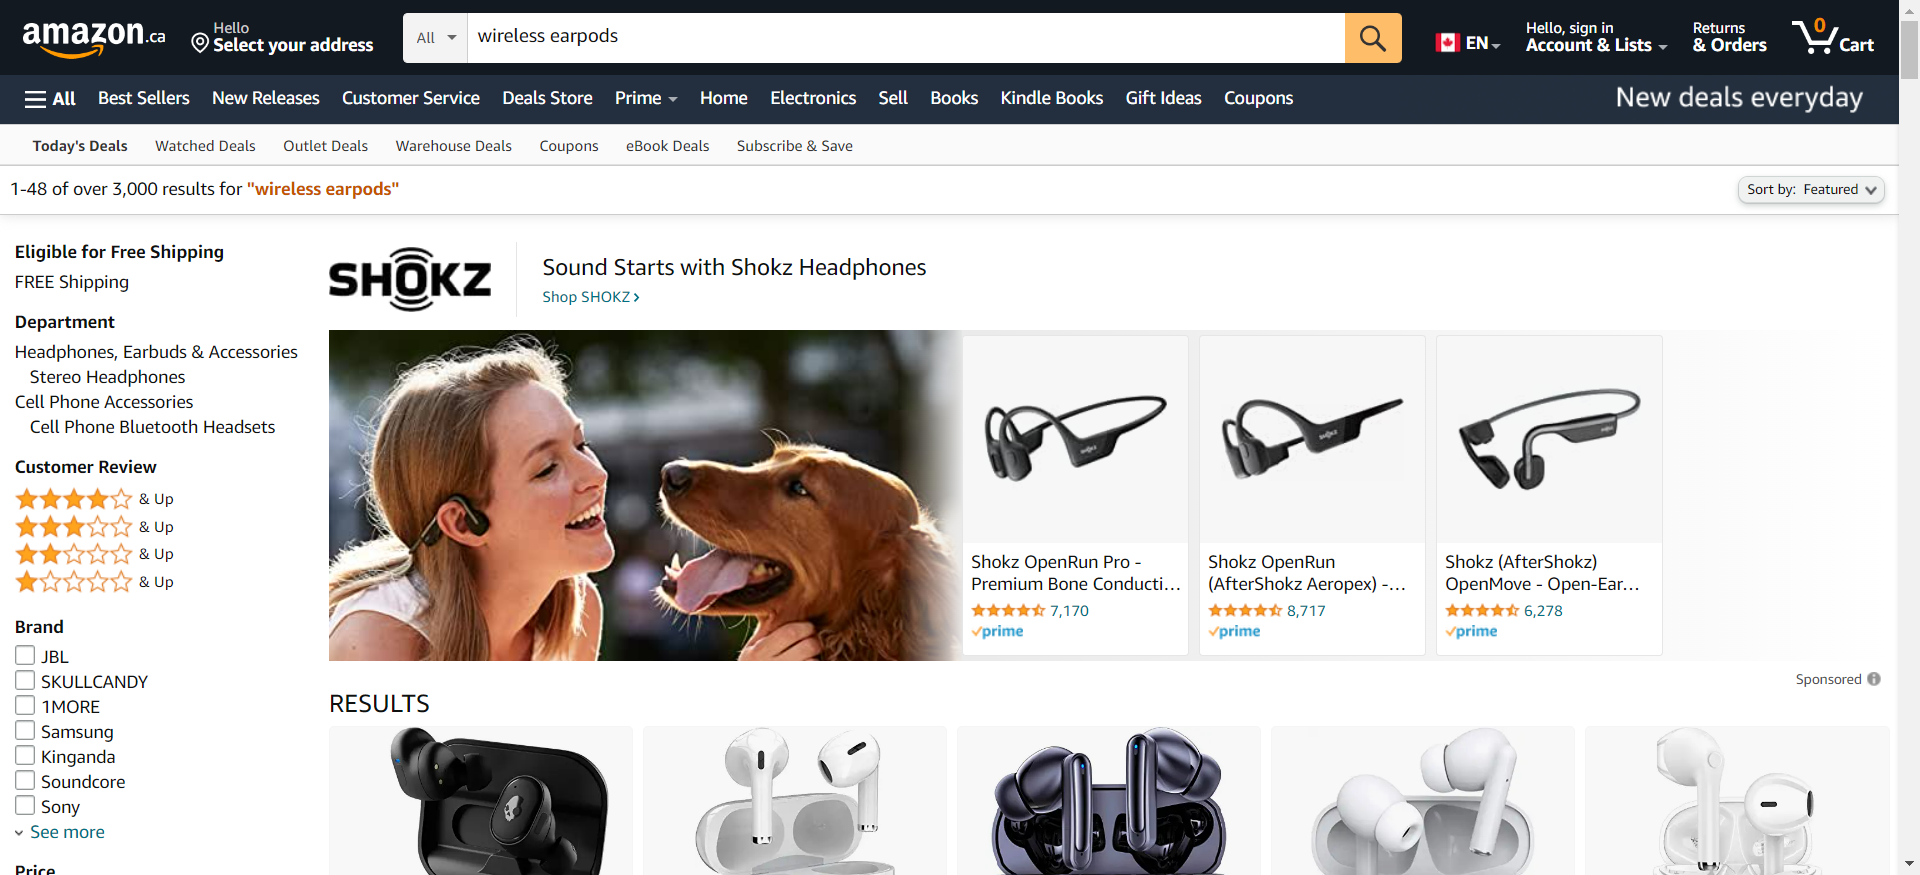 amazon.ca
Hello
Select your address
All
wireless earpods
EN
Hello, sign in
Account & Lists
Returns
& Orders
0
Cart
All
Best Sellers
New Releases
Customer Service
Deals Store
Prime
Home
Electronics
Sell
Books
Kindle Books
Gift Ideas
Coupons
New deals everyday
Today's Deals
Watched Deals
Outlet Deals
Warehouse Deals
Coupons
eBook Deals
Subscribe & Save
1-48 of over 3,000 results for "wireless earpods"
Sort by: Featured
Eligible for Free Shipping
FREE Shipping
Department
Headphones, Earbuds & Accessories
Stereo Headphones
Cell Phone Accessories
Cell Phone Bluetooth Headsets
Customer Review
& Up
& Up
& Up
& Up
Brand
JBL
SKULLCANDY
1MORE
Samsung
Kinganda
Soundcore
Sony
See more
Price
SHOKZ
Sound Starts with Shokz Headphones
Shop SHOKZ
Shokz OpenRun Pro -
Premium Bone Conducti...
7,170
prime
SHOKZ
Shokz OpenRun
(AfterShokz Aeropex) -...
8,717
prime
Shokz (AfterShokz)
OpenMove - Open-Ear...
6,278
prime
Sponsored
RESULTS